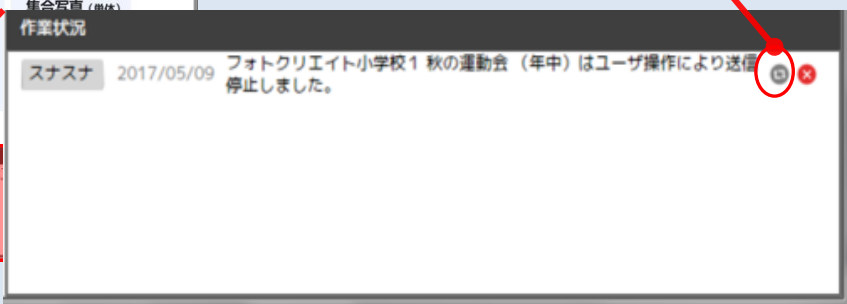 集合写真（単体）
作業状況
スナスナ 2017/05/09 フォトクリエイト小学校１ 秋の運動会 （年中）はユーザ操作により送信
停止しました。